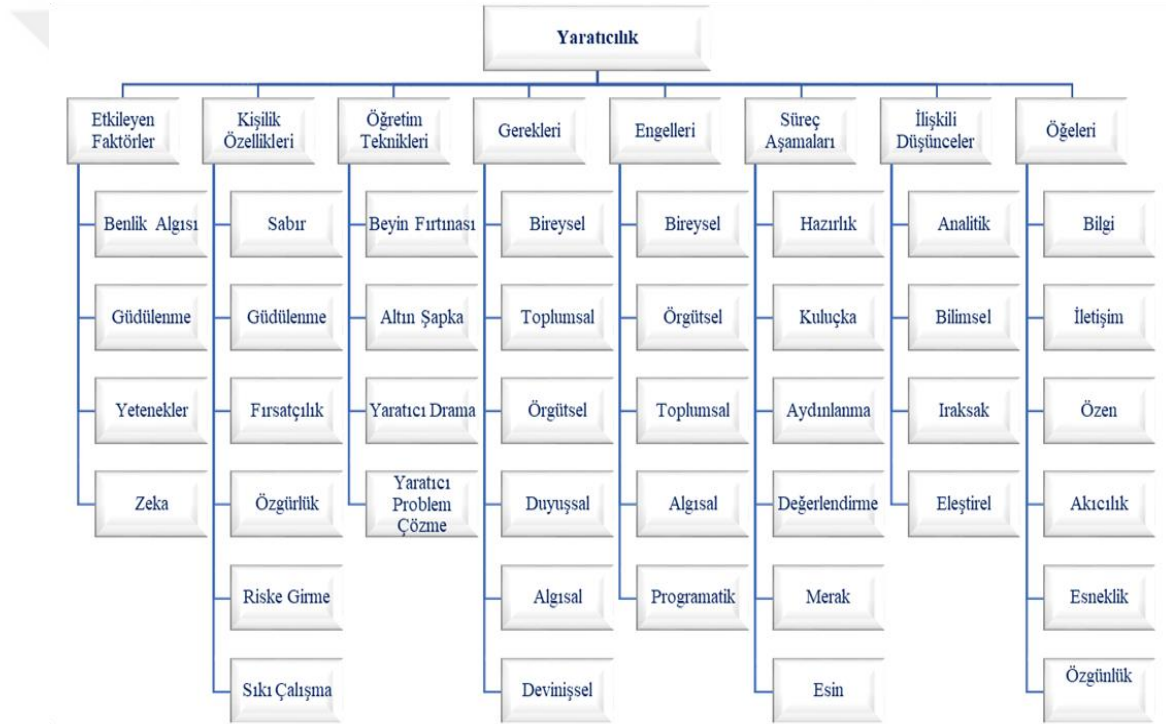 Yaratıcılık
Etkileyen
Faktörler
Kişilik
Özellikleri
Öğretim
Teknikleri
Gerekleri
Engelleri
Süreç
Aşamaları
İlişkili
Düşünceler
Öğeleri
Benlik Algısı
Sabır
Beyin Fırtınası
Bireysel
Bireysel
Hazırlık
Analitik
Bilgi
Güdülenme
Güdülenme
Altın Şapka
Toplumsal
Örgütsel
Kuluçka
Bilimsel
İletişim
Yetenekler
Fırsatçılık
Yaratıcı Drama
Örgütsel
Toplumsal
Aydınlanma
Iraksak
Özen
Zeka
Özgürlük
Yaratıcı
Problem
Çözme
Duyuşsal
Algısal
Değerlendirme
Eleştirel
Akıcılık
Riske Girme
Algısal
Programatik
Merak
Esneklik
Sıkı Çalışma
Devinişsel
Esin
Özgünlük